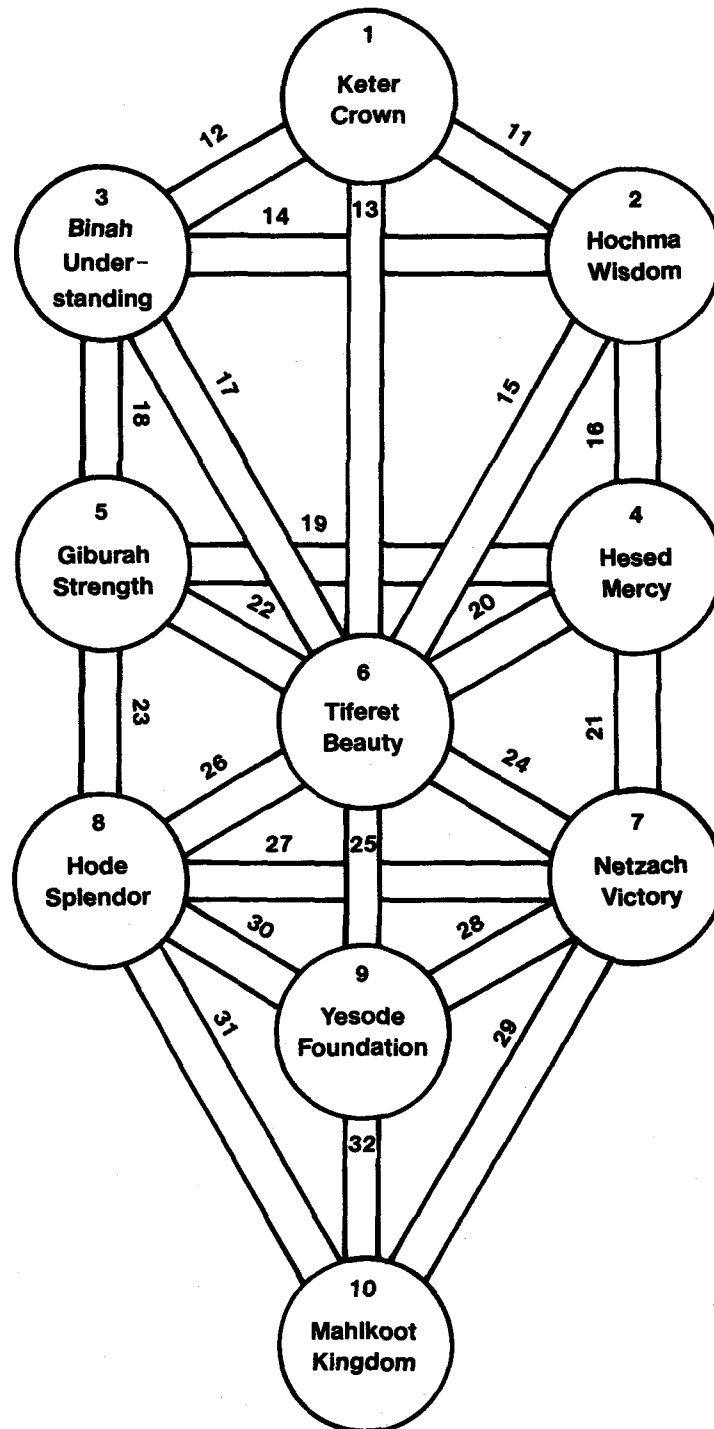 1
Keter
Crown
12
11
3
Binah
Under-
standing
14
13
2
Hochma
Wisdom
17
15
18
16
5
Giburah
Strength
19
4
Hesed
Mercy
22
20
6
Tiferet
Beauty
23
21
26
24
8
Hode
Splendor
27
25
7
Netzach
Victory
30
28
9
Yesode
Foundation
31
29
32
10
Mahlkoot
Kingdom